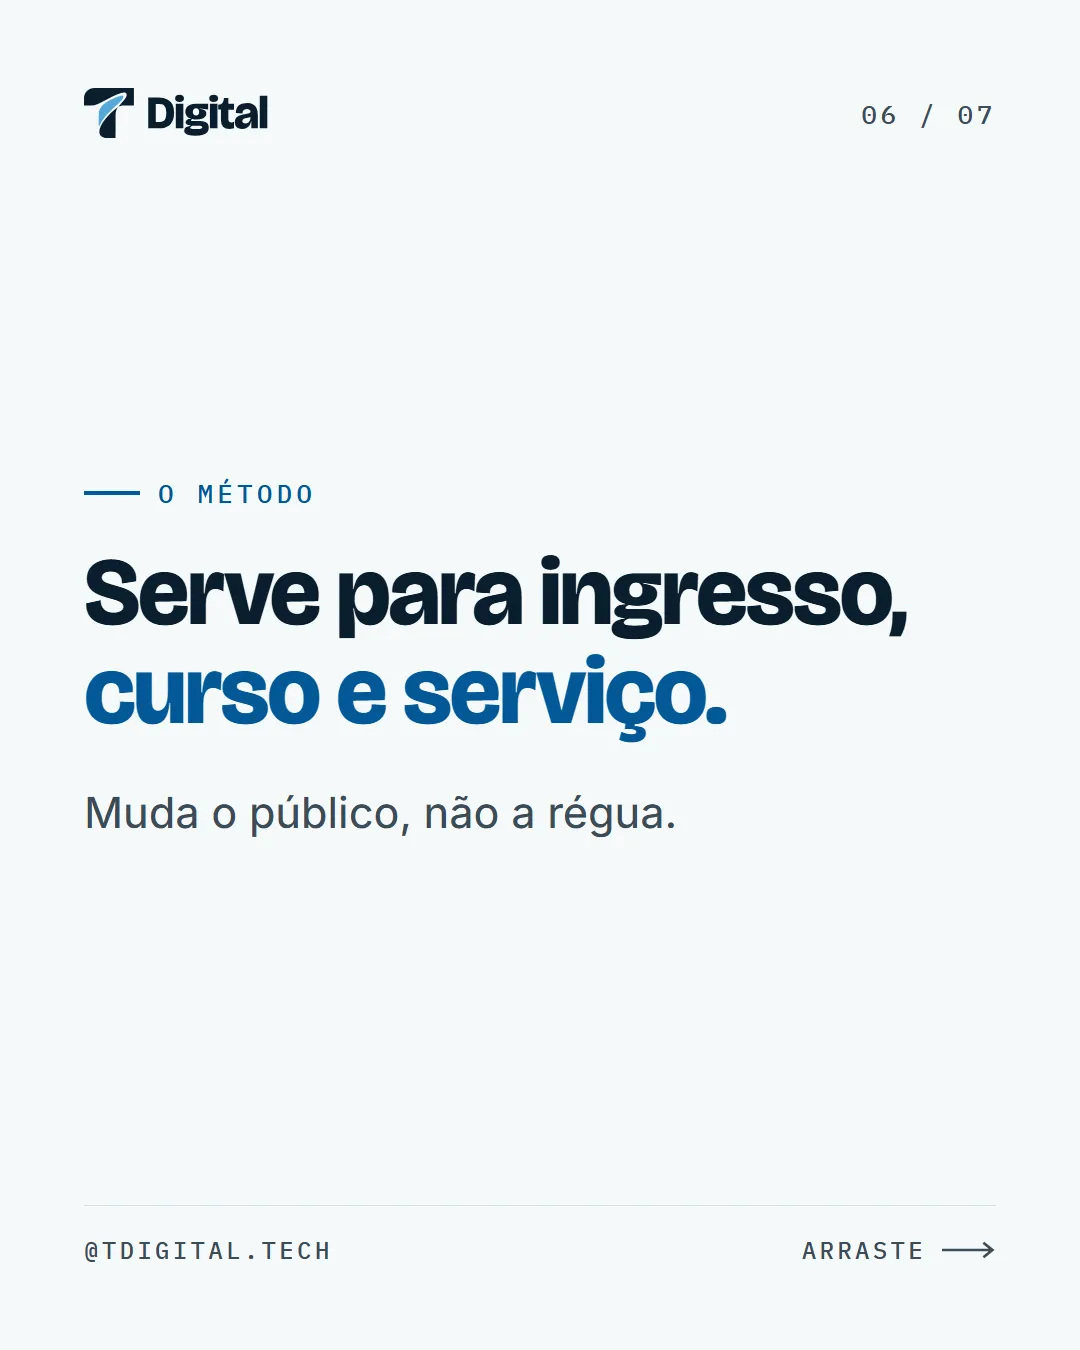 T Digital
06 / 07
O MÉTODO
Serve para ingresso,
curso e serviço.
Muda o público, não a régua.
@TDIGITAL.TECH
ARRASTE